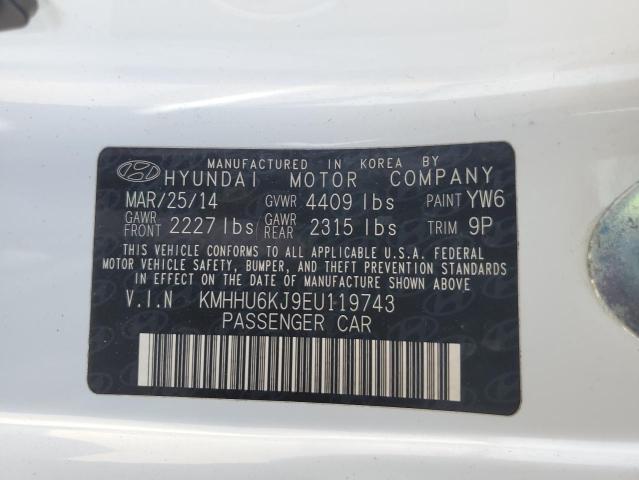 MANUFACTURED IN KOREA BY
HYUNDAI MOTOR COMPANY
MAR/25/14 GVWR 4409 lbs PAINT YW6
GAWR FRONT 2227 lbs GAWR REAR 2315 lbs TRIM 9P
THIS VEHICLE CONFORMS TO ALL APPLICABLE U.S.A. FEDERAL
MOTOR VEHICLE SAFETY, BUMPER, AND THEFT PREVENTION STANDARDS
IN EFFECT ON THE DATE OF MANUFACTURE SHOWN ABOVE
V.I.N KMHHU6KJ9EU119743
PASSENGER CAR